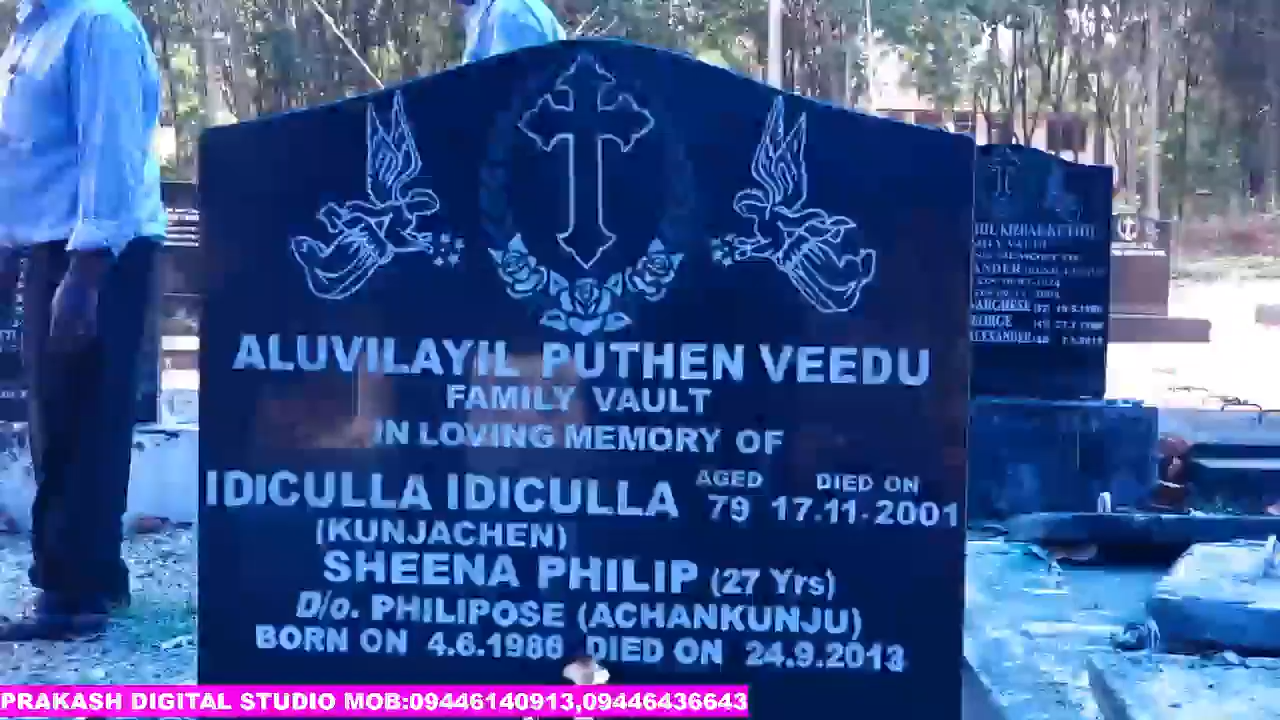 ALUVILAYIL PUTHEN VEEDU
FAMILY VAULT
IN LOVING MEMORY OF
AGED DIED ON
IDICULLA IDICULLA 79 17.11.2001
(KUNJACHEN)
SHEENA PHILIP (27 Yrs)
D/o. PHILIPOSE (ACHANKUNJU)
BORN ON 4.6.1986 DIED ON 24.9.2013
PRAKASH DIGITAL STUDIO MOB:09446140913,09446436643